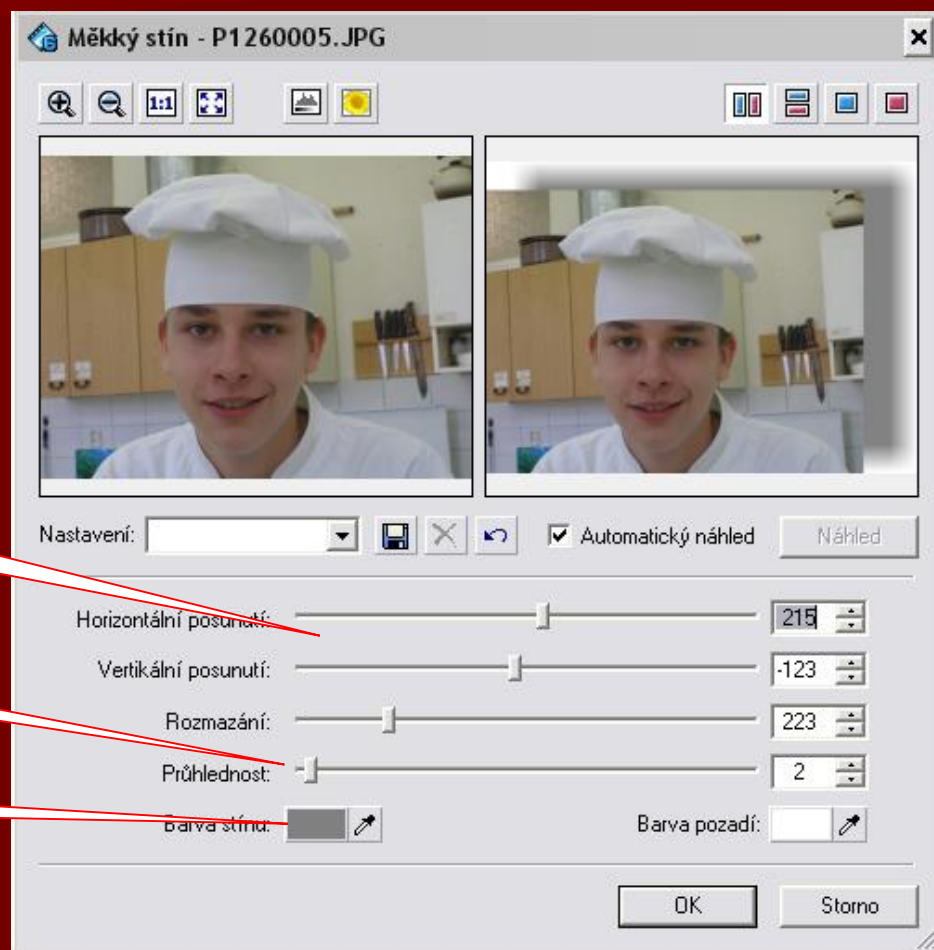 Měkký stín - P1260005.JPG
1:1
Nastavení:
Automatický náhled
Náhled
Horizontální posunutí: 215
Vertikální posunutí: -123
Rozmazání: 223
Průhlednost: 2
Barva stínu:
Barva pozadí:
OK
Storno